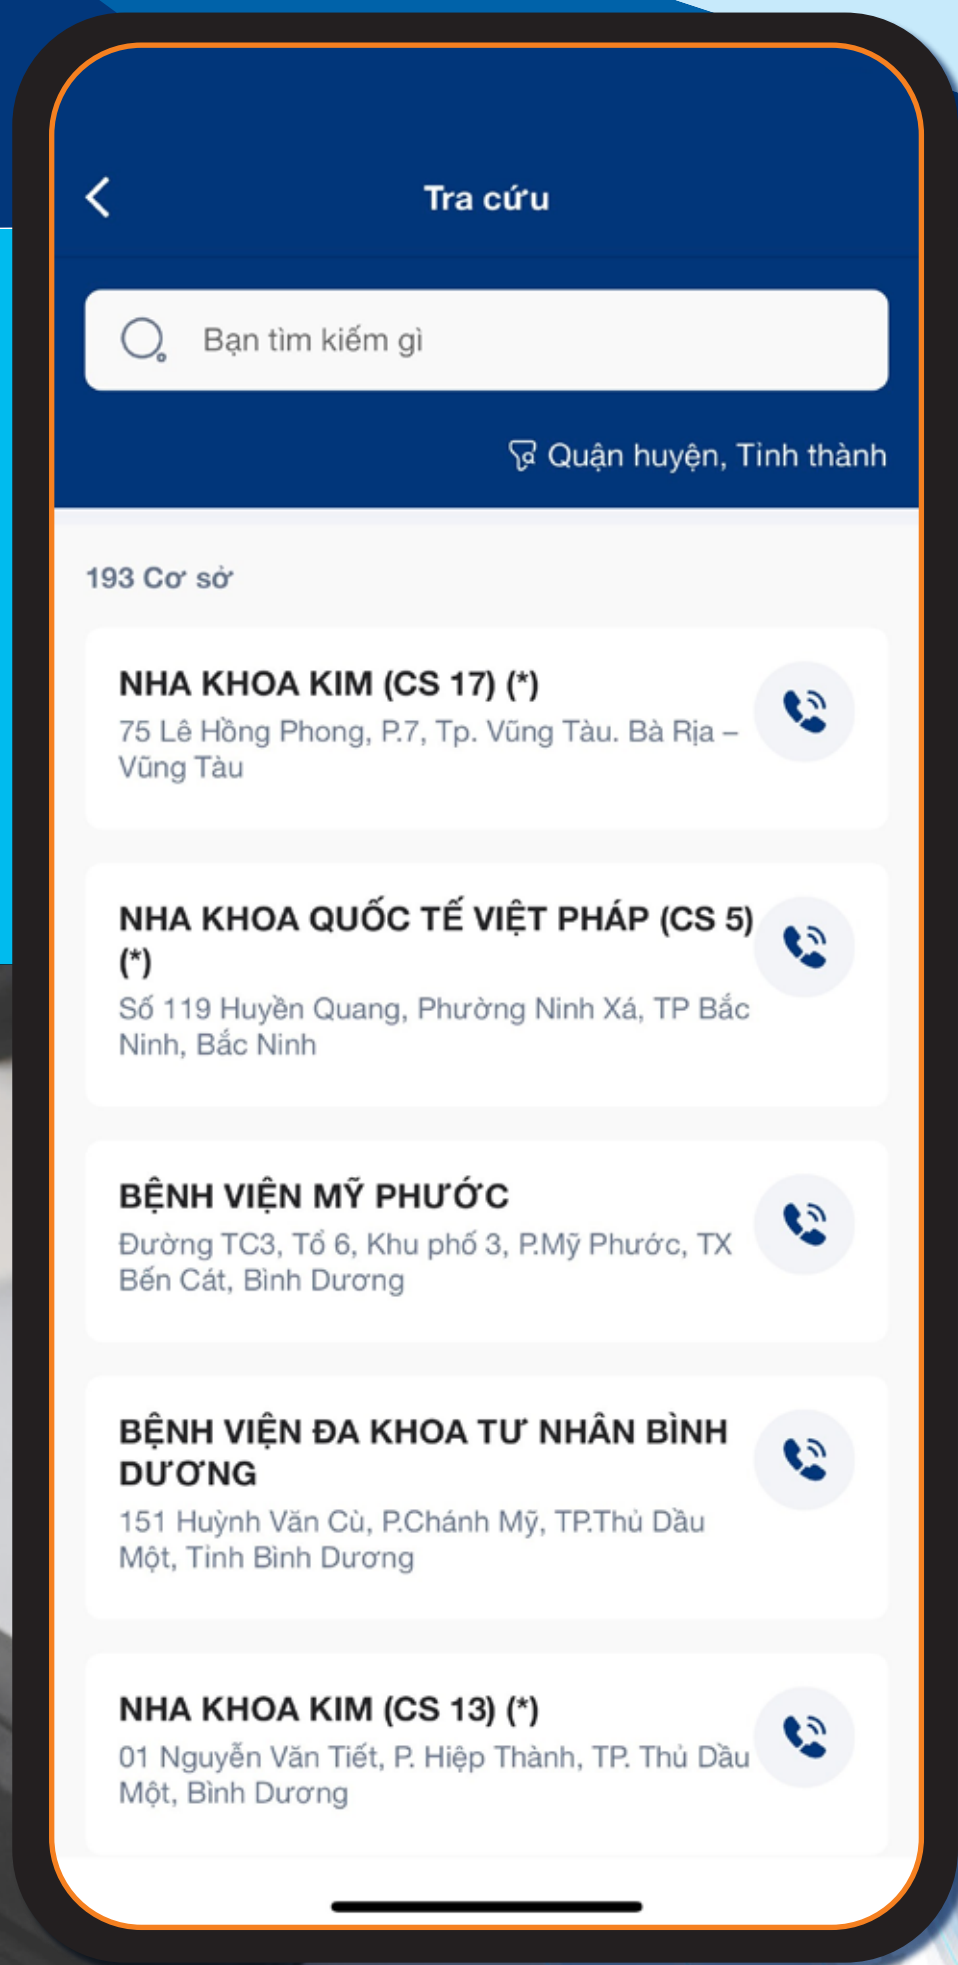 Tra cứu
Bạn tìm kiếm gì
Quận huyện, Tỉnh thành
193 Cơ sở
NHA KHOA KIM (CS 17) (*)
75 Lê Hồng Phong, P.7, Tp. Vũng Tàu. Bà Rịa –
Vũng Tàu
NHA KHOA QUỐC TẾ VIỆT PHÁP (CS 5)
(*)
Số 119 Huyền Quang, Phường Ninh Xá, TP Bắc
Ninh, Bắc Ninh
BỆNH VIỆN MỸ PHƯỚC
Đường TC3, Tổ 6, Khu phố 3, P.Mỹ Phước, TX
Bến Cát, Bình Dương
BỆNH VIỆN ĐA KHOA TƯ NHÂN BÌNH
DƯƠNG
151 Huỳnh Văn Cù, P.Chánh Mỹ, TP.Thủ Dầu
Một, Tỉnh Bình Dương
NHA KHOA KIM (CS 13) (*)
01 Nguyễn Văn Tiết, P. Hiệp Thành, TP. Thủ Dầu
Một, Bình Dương